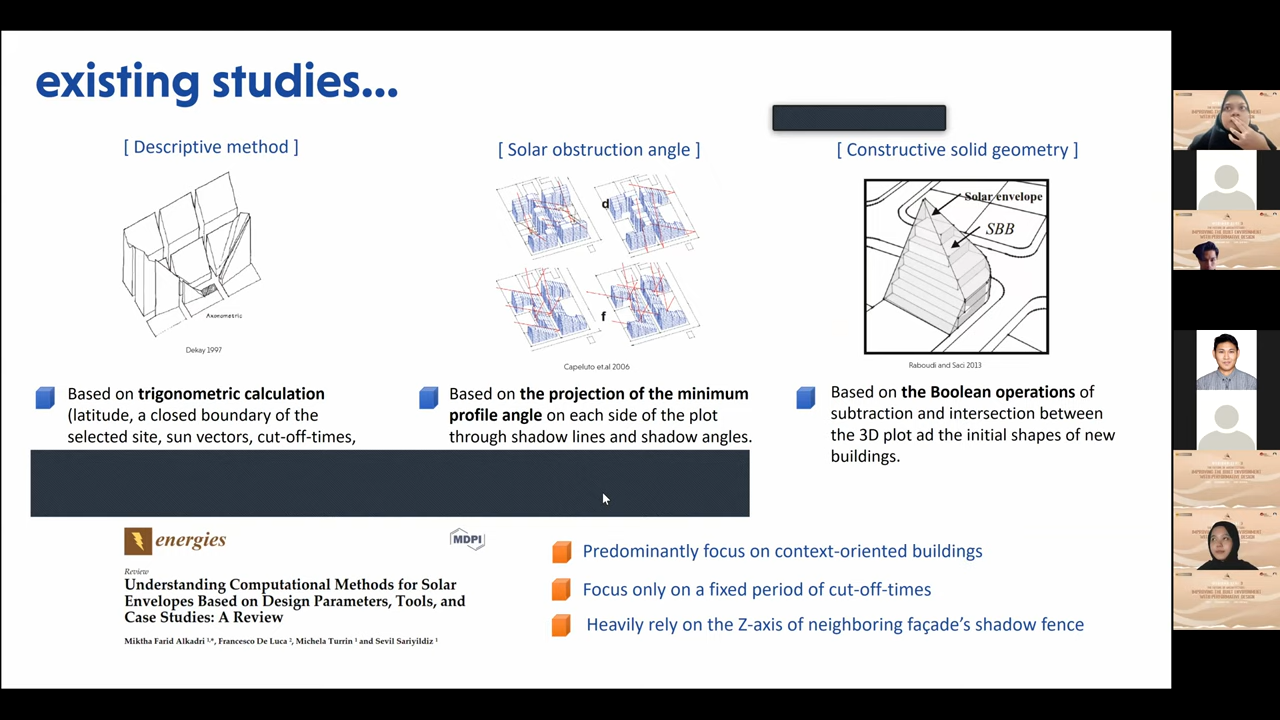 existing studies...
[ Descriptive method ]
[ Solar obstruction angle ]
[ Constructive solid geometry ]
Axonometric
Dekay 1997
d
f
Capeluto et.al 2006
Solar envelope
SBB
Raboudi and Saci 2013
Based on trigonometric calculation
(latitude, a closed boundary of the
selected site, sun vectors, cut-off-times,
Based on the projection of the minimum
profile angle on each side of the plot
through shadow lines and shadow angles.
Based on the Boolean operations of
subtraction and intersection between
the 3D plot ad the initial shapes of new
buildings.
energies
MDPI
Review
Understanding Computational Methods for Solar
Envelopes Based on Design Parameters, Tools, and
Case Studies: A Review
Miktha Farid Alkadri 1,*, Francesco De Luca 2, Michela Turrin 1 and Sevil Sariyildiz 1
Predominantly focus on context-oriented buildings
Focus only on a fixed period of cut-off-times
Heavily rely on the Z-axis of neighboring façade's shadow fence